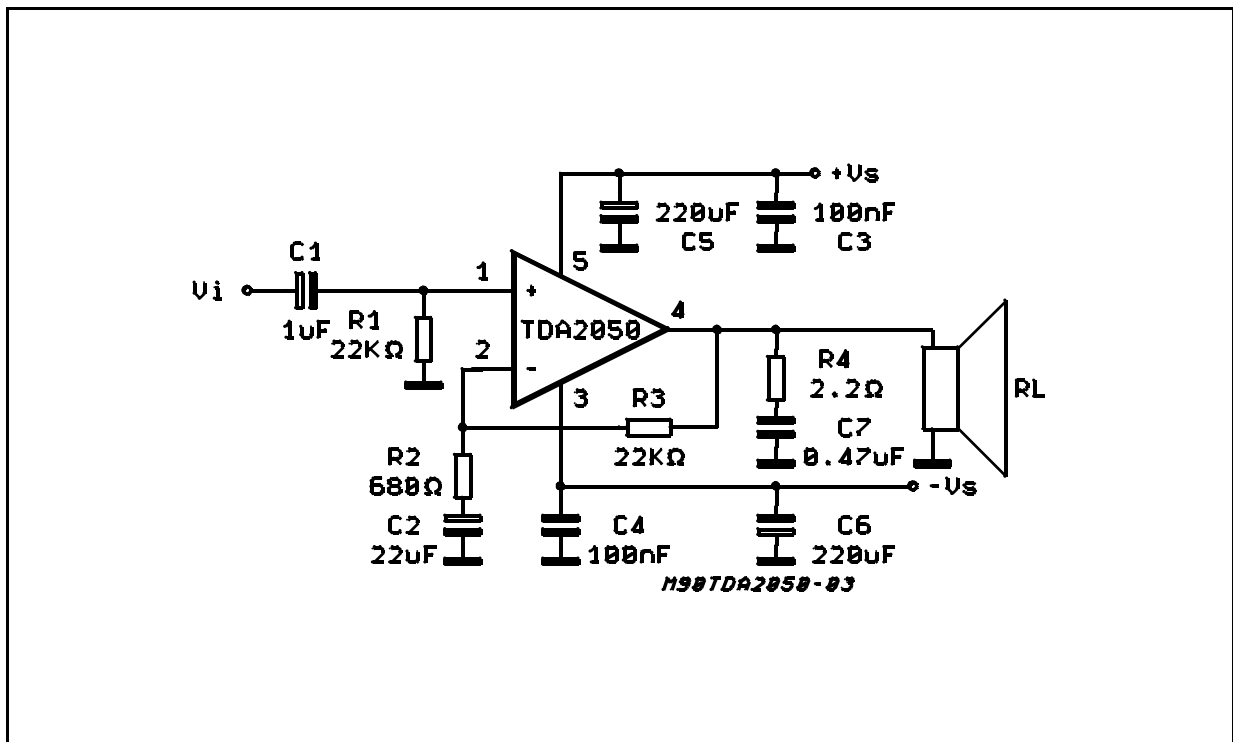 +Vs
220uF
100nF
C5
C3
C1
5
1
Vi
+
4
1uF
R1
22KΩ
TDA2050
2
-
3
R3
R4
2.2Ω
RL
22KΩ
C7
0.47uF
R2
680Ω
-Vs
C2
22uF
C4
100nF
C6
220uF
M90TDA2050-03